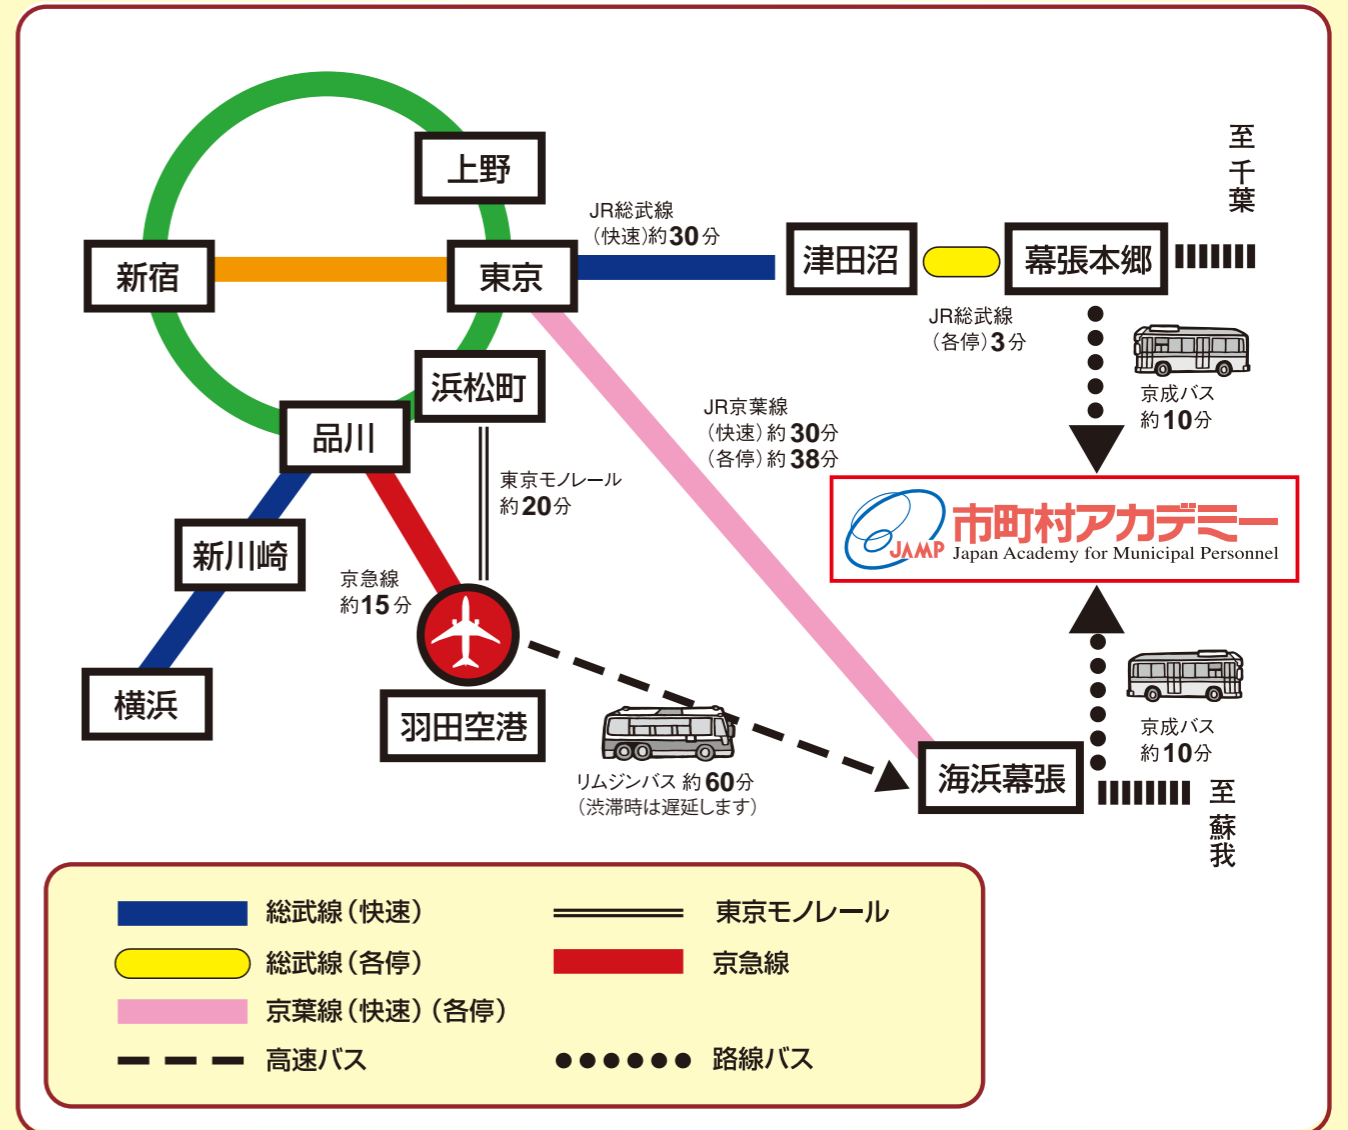 上野
至千葉
JR総武線
（快速）約30分
新宿
東京
津田沼
幕張本郷
JR総武線
（各停）3分
浜松町
京成バス
約10分
JR京葉線
（快速）約30分
（各停）約38分
品川
東京モノレール
約20分
市町村アカデミー
JAMP
Japan Academy for Municipal Personnel
新川崎
京急線
約15分
横浜
羽田空港
京成バス
約10分
リムジンバス 約60分
（渋滞時は遅延します）
海浜幕張
至蘇我
総武線（快速）
東京モノレール
総武線（各停）
京急線
京葉線（快速）（各停）
高速バス
路線バス